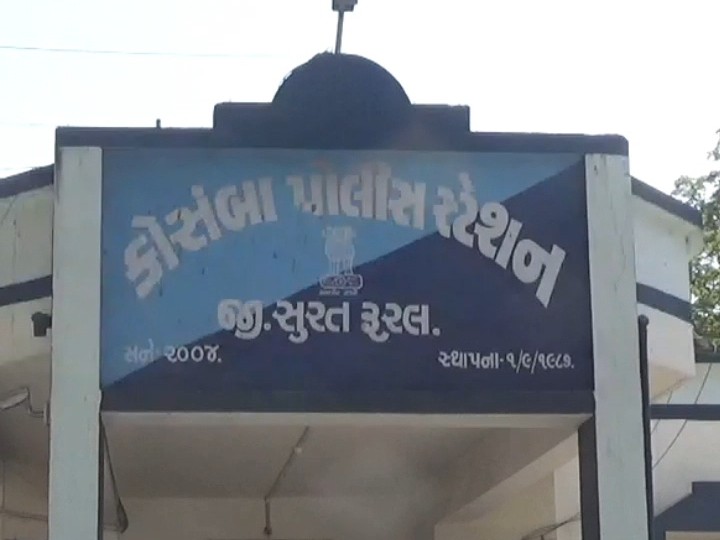 કોસંબા પોલીસ સ્ટેશન
જી. સુરત રૂરલ.
સને-૨૦૦૪.
સ્થાપના-૧/૯/૧૯૮૭.